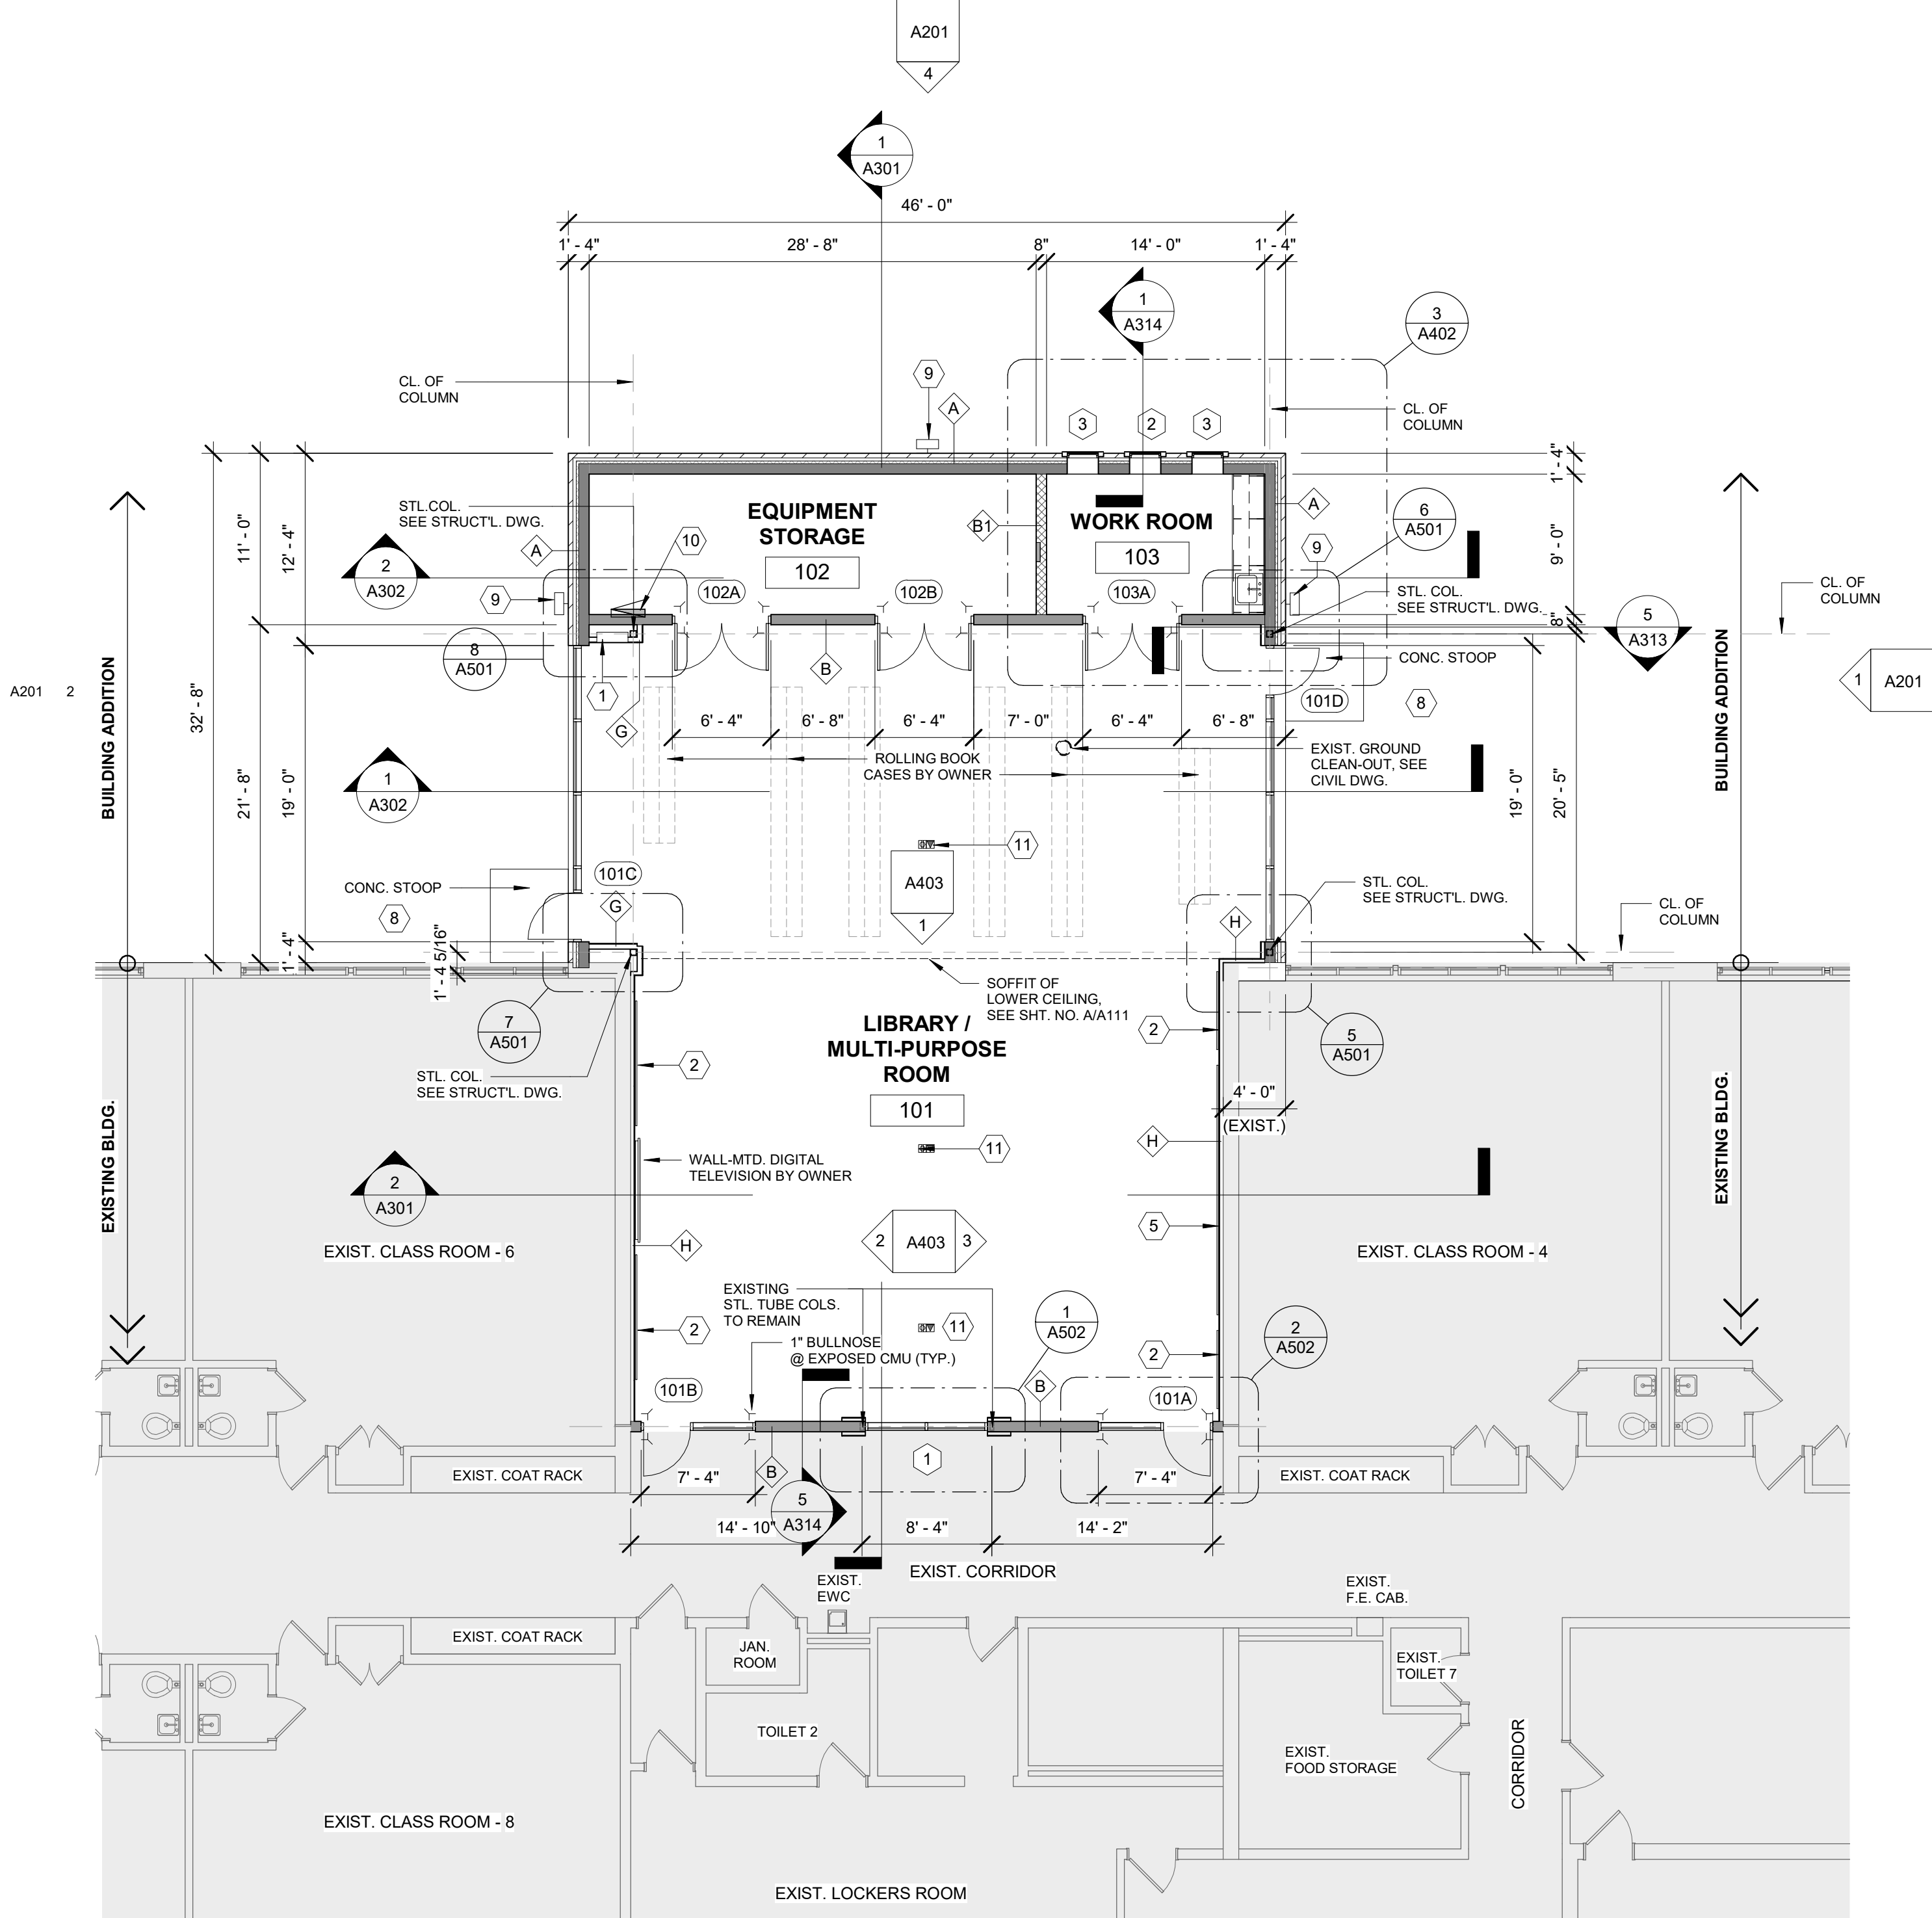 A201
4
1
A301
46' - 0"
1' - 4"
28' - 8"
8"
14' - 0"
1' - 4"
1
A314
3
A402
CL. OF
COLUMN
9
A
3
2
3
CL. OF
COLUMN
1' - 4"
STL.COL.
SEE STRUCT'L. DWG.
EQUIPMENT
STORAGE
102
B1
WORK ROOM
103
A
6
A501
11' - 0"
12' - 4"
A
10
9
9' - 0"
2
A302
9
102A
102B
103A
STL. COL.
SEE STRUCT'L. DWG.
8"
CL. OF
COLUMN
5
A313
8
A501
B
CONC. STOOP
A201 2
BUILDING ADDITION
32' - 8"
1
G
101D
8
BUILDING ADDITION
1
A201
6' - 4"
6' - 8"
6' - 4"
7' - 0"
6' - 4"
6' - 8"
ROLLING BOOK
CASES BY OWNER
EXIST. GROUND
CLEAN-OUT, SEE
CIVIL DWG.
21' - 8"
19' - 0"
1
A302
19' - 0"
20' - 5"
11
A403
1
101C
CONC. STOOP
8
G
STL. COL.
SEE STRUCT'L. DWG.
CL. OF
COLUMN
H
1' - 4"
1' - 4 5/16"
SOFFIT OF
LOWER CEILING,
SEE SHT. NO. A/A111
7
A501
LIBRARY /
MULTI-PURPOSE
ROOM
101
2
5
A501
2
STL. COL.
SEE STRUCT'L. DWG.
4' - 0"
(EXIST.)
EXISTING BLDG.
EXISTING BLDG.
11
H
WALL-MTD. DIGITAL
TELEVISION BY OWNER
2
A301
5
2
A403
3
H
EXIST. CLASS ROOM - 6
EXIST. CLASS ROOM - 4
EXISTING
STL. TUBE COLS.
TO REMAIN
11
1
A502
2
A502
2
1" BULLNOSE
@ EXPOSED CMU (TYP.)
2
101B
B
101A
1
B
EXIST. COAT RACK
7' - 4"
7' - 4"
EXIST. COAT RACK
5
A314
14' - 10"
8' - 4"
14' - 2"
EXIST. CORRIDOR
EXIST.
EWC
EXIST.
F.E. CAB.
EXIST. COAT RACK
JAN.
ROOM
EXIST.
TOILET 7
TOILET 2
EXIST.
FOOD STORAGE
CORRIDOR
EXIST. CLASS ROOM - 8
EXIST. LOCKERS ROOM